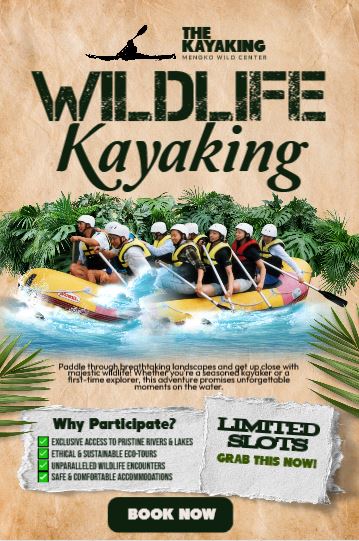 THE
KAYAKING
MENGKO WILD CENTER
WILDLIFE
Kayaking
Paddle through breathtaking landscapes and get up close with
majestic wildlife! Whether you're a seasoned kayaker or a
first-time explorer, this adventure promises unforgettable
moments on the water.
Why Participate?
EXCLUSIVE ACCESS TO PRISTINE RIVERS & LAKES
ETHICAL & SUSTAINABLE ECO-TOURS
UNPARALLELED WILDLIFE ENCOUNTERS
SAFE & COMFORTABLE ACCOMMODATIONS
LIMITED
SLOTS
GRAB THIS NOW!
BOOK NOW